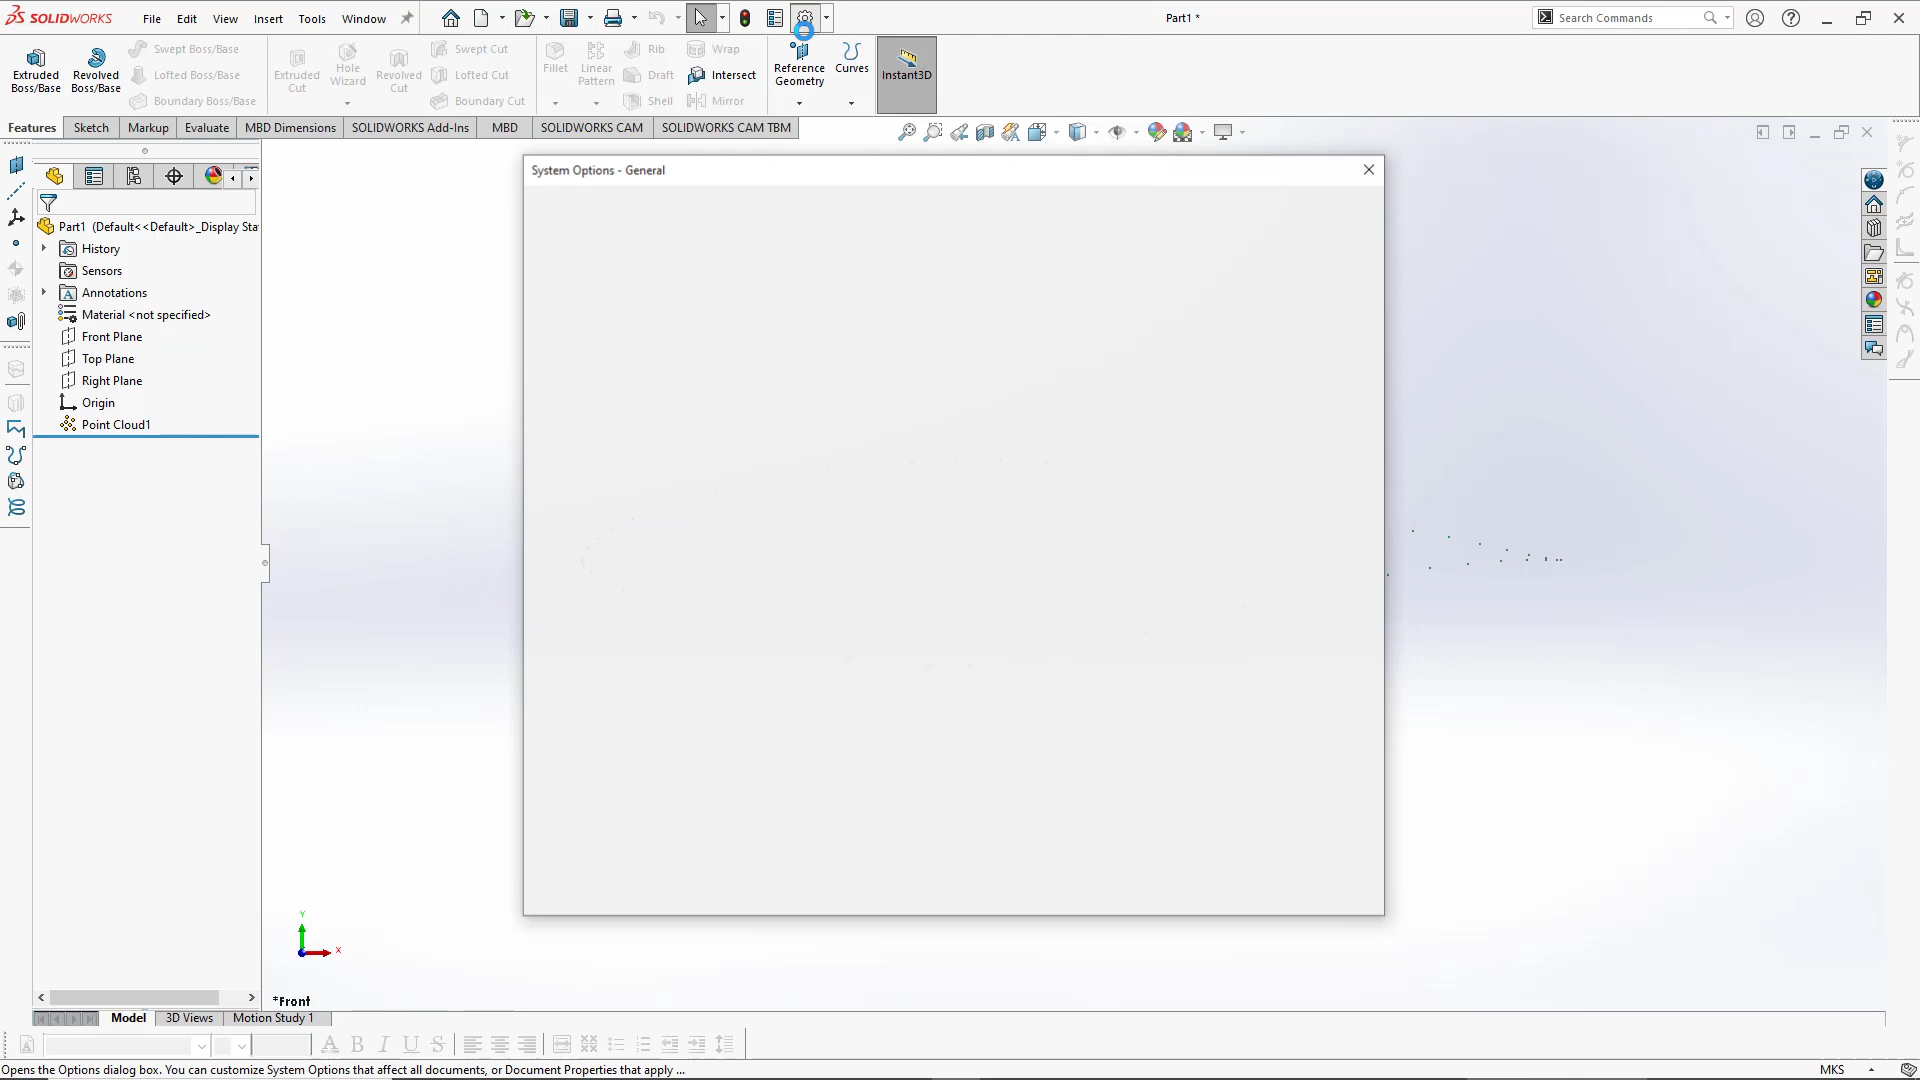 SOLIDWORKS
File
Edit
View
Insert
Tools
Window
Part1 *
Search Commands
Extruded Boss/Base
Revolved Boss/Base
Swept Boss/Base
Lofted Boss/Base
Boundary Boss/Base
Extruded Cut
Hole Wizard
Revolved Cut
Swept Cut
Lofted Cut
Boundary Cut
Fillet
Linear Pattern
Rib
Draft
Shell
Wrap
Intersect
Mirror
Reference Geometry
Curves
Instant3D
Features
Sketch
Markup
Evaluate
MBD Dimensions
SOLIDWORKS Add-Ins
MBD
SOLIDWORKS CAM
SOLIDWORKS CAM TBM
System Options - General
Part1 (Default<<Default>_Display Sta
History
Sensors
Annotations
Material <not specified>
Front Plane
Top Plane
Right Plane
Origin
Point Cloud1
Y
X
*Front
Model
3D Views
Motion Study 1
Opens the Options dialog box. You can customize System Options that affect all documents, or Document Properties that apply ...
MKS